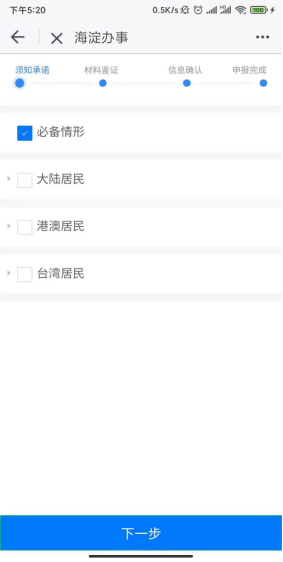 下午5:20 0.5K/s 100
海淀办事
须知承诺 材料鉴证 信息确认 申报完成
必备情形
大陆居民
港澳居民
台湾居民
下一步